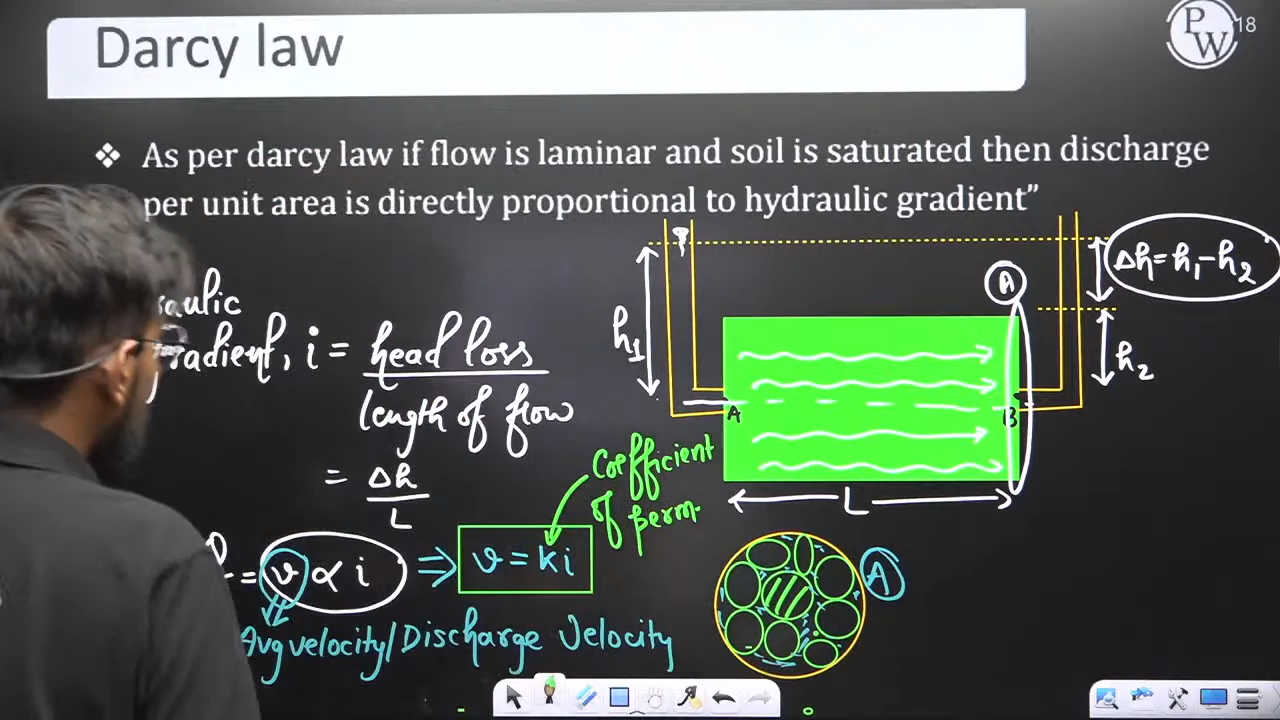 Darcy law
PW
18
❖ As per darcy law if flow is laminar and soil is saturated then discharge
per unit area is directly proportional to hydraulic gradient"
Δh = h₁-h₂
A
h₁
h₂
i = head loss
length of flow
= Δh
L
A
B
L
Coefficient
of perm.
= v ∝ i ⇒ v = ki
A
Avg velocity/Discharge Velocity